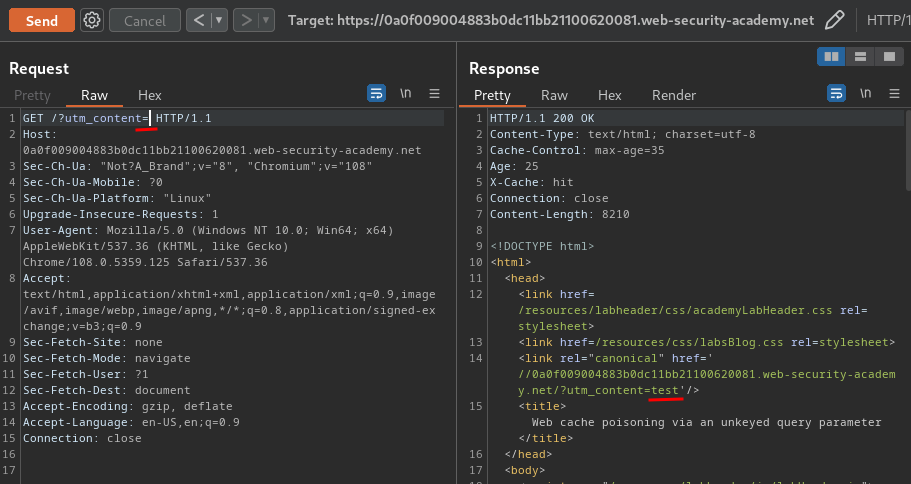 Send Cancel < > Target: https://0a0f009004883b0dc11bb21100620081.web-security-academy.net HTTP/1
Request
Pretty Raw Hex \n
1 GET /?utm_content= HTTP/1.1
2 Host:
0a0f009004883b0dc11bb21100620081.web-security-academy.net
3 Sec-Ch-Ua: "Not?A_Brand";v="8", "Chromium";v="108"
4 Sec-Ch-Ua-Mobile: ?0
5 Sec-Ch-Ua-Platform: "Linux"
6 Upgrade-Insecure-Requests: 1
7 User-Agent: Mozilla/5.0 (Windows NT 10.0; Win64; x64)
AppleWebKit/537.36 (KHTML, like Gecko)
Chrome/108.0.5359.125 Safari/537.36
8 Accept:
text/html,application/xhtml+xml,application/xml;q=0.9,image
/avif,image/webp,image/apng,*/*;q=0.8,application/signed-ex
change;v=b3;q=0.9
9 Sec-Fetch-Site: none
10 Sec-Fetch-Mode: navigate
11 Sec-Fetch-User: ?1
12 Sec-Fetch-Dest: document
13 Accept-Encoding: gzip, deflate
14 Accept-Language: en-US,en;q=0.9
15 Connection: close
16
17
Response
Pretty Raw Hex Render \n
1 HTTP/1.1 200 OK
2 Content-Type: text/html; charset=utf-8
3 Cache-Control: max-age=35
4 Age: 25
5 X-Cache: hit
6 Connection: close
7 Content-Length: 8210
8
9 <!DOCTYPE html>
10 <html>
11 <head>
12 <link href=
/resources/labheader/css/academyLabHeader.css rel=
stylesheet>
13 <link href=/resources/css/labsBlog.css rel=stylesheet>
14 <link rel="canonical" href='
//0a0f009004883b0dc11bb21100620081.web-security-academ
y.net/?utm_content=test'/>
15 <title>
Web cache poisoning via an unkeyed query parameter
</title>
16 </head>
17 <body>